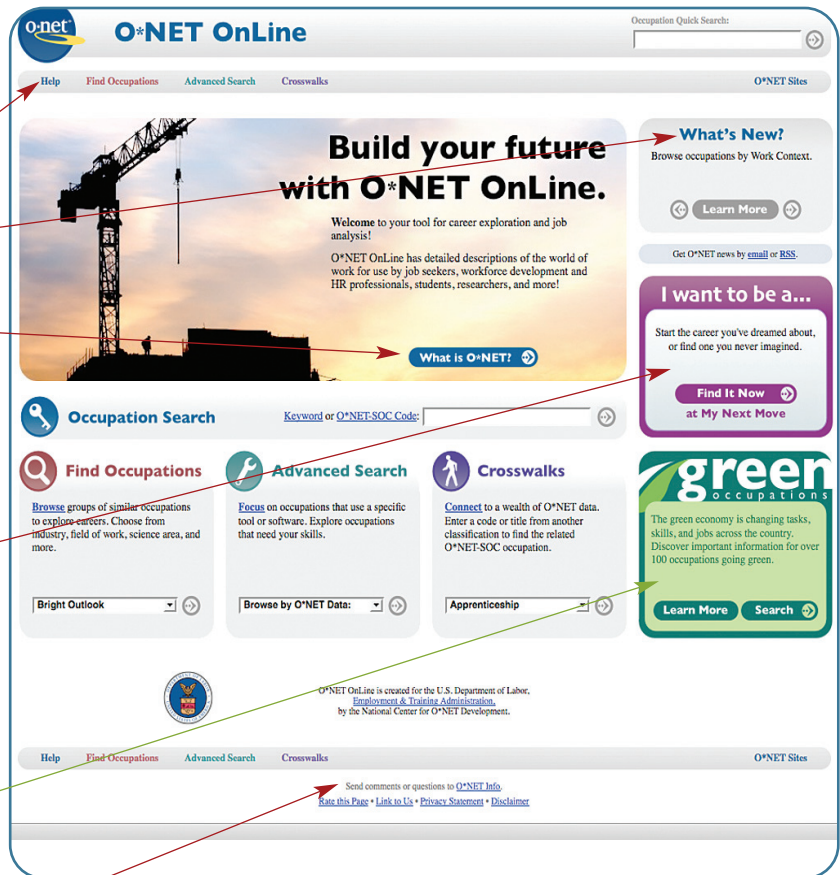 o·net
O*NET OnLine
Occupation Quick Search:
Help Find Occupations Advanced Search Crosswalks O*NET Sites
Build your future
with O*NET OnLine.
Welcome to your tool for career exploration and job
analysis!
O*NET OnLine has detailed descriptions of the world of
work for use by job seekers, workforce development and
HR professionals, students, researchers, and more!
What is O*NET?
What's New?
Browse occupations by Work Context.
Learn More
Get O*NET news by email or RSS.
I want to be a...
Start the career you've dreamed about,
or find one you never imagined.
Find It Now
at My Next Move
Occupation Search
Keyword or O*NET-SOC Code:
Find Occupations
Browse groups of similar occupations
to explore careers. Choose from
industry, field of work, science area, and
more.
Bright Outlook
Advanced Search
Focus on occupations that use a specific
tool or software. Explore occupations
that need your skills.
Browse by O*NET Data:
Crosswalks
Connect to a wealth of O*NET data.
Enter a code or title from another
classification to find the related
O*NET-SOC occupation.
Apprenticeship
green
occupations
The green economy is changing tasks,
skills, and jobs across the country.
Discover important information for over
100 occupations going green.
Learn More Search
O*NET OnLine is created for the U.S. Department of Labor,
Employment & Training Administration,
by the National Center for O*NET Development.
Help Find Occupations Advanced Search Crosswalks O*NET Sites
Send comments or questions to O*NET Info.
Rate this Page • Link to Us • Privacy Statement • Disclaimer